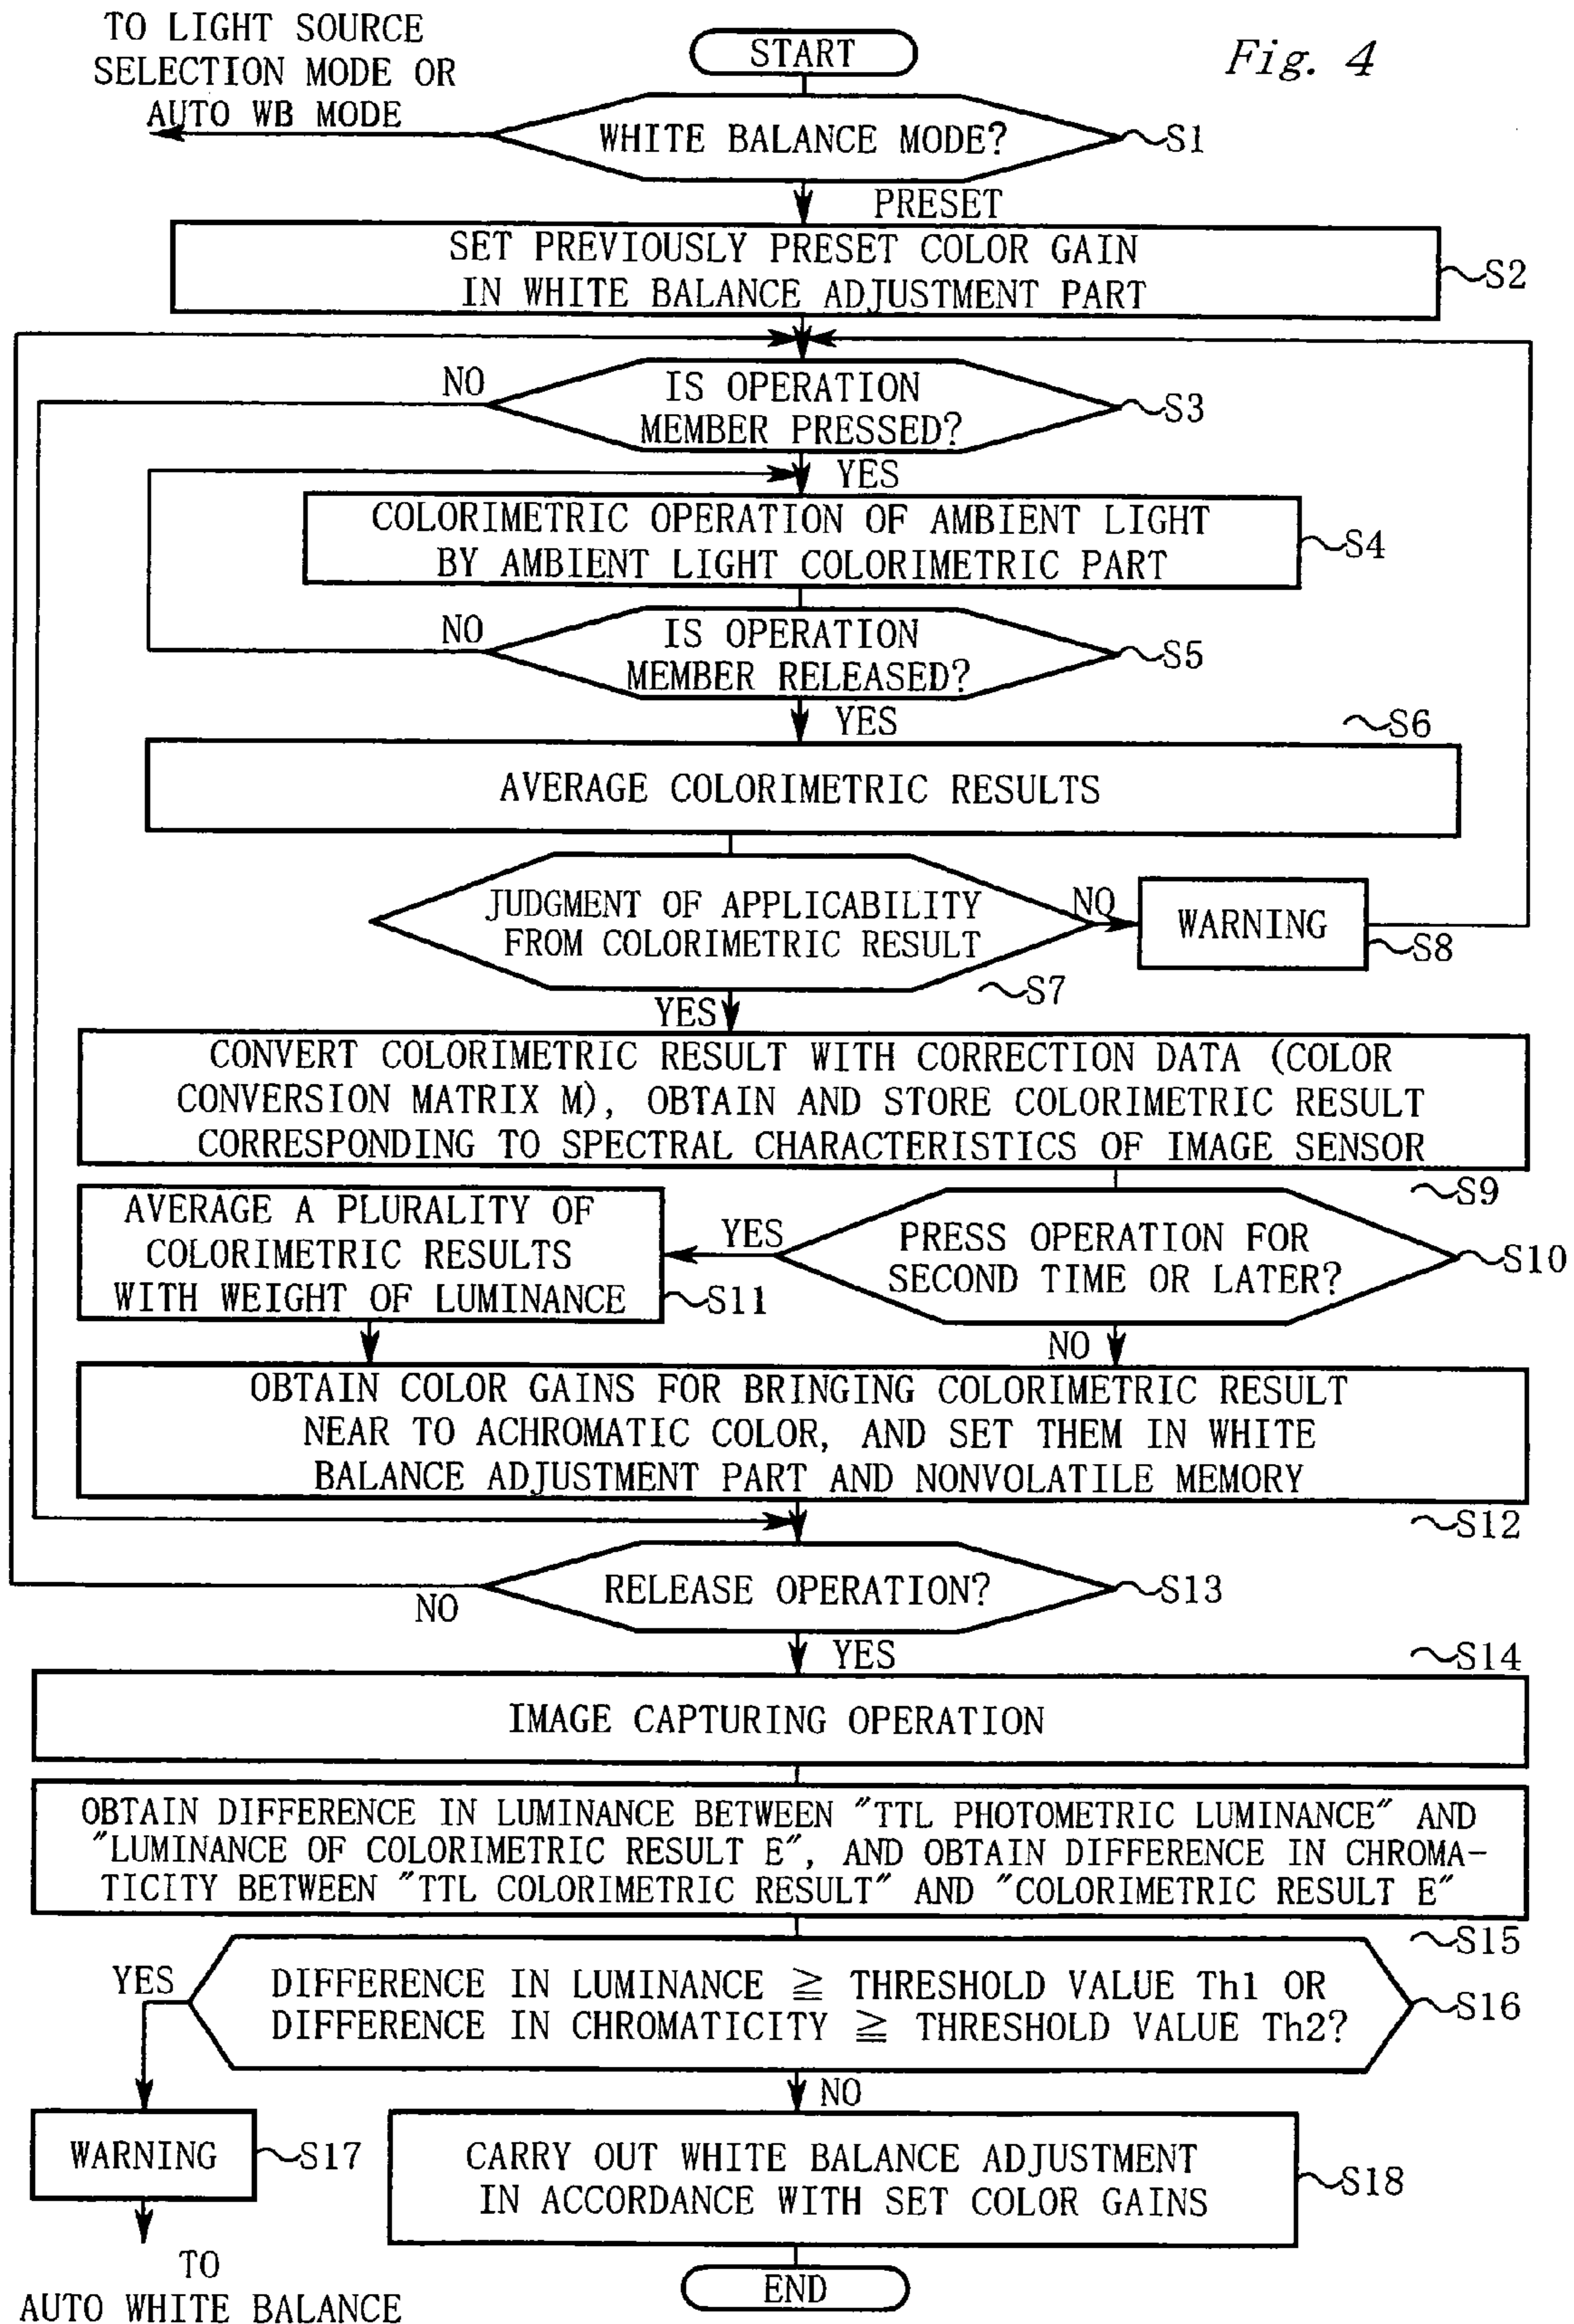 TO LIGHT SOURCE
SELECTION MODE OR
AUTO WB MODE
START
Fig. 4
WHITE BALANCE MODE?
S1
PRESET
SET PREVIOUSLY PRESET COLOR GAIN
IN WHITE BALANCE ADJUSTMENT PART
S2
NO
IS OPERATION
MEMBER PRESSED?
S3
YES
COLORIMETRIC OPERATION OF AMBIENT LIGHT
BY AMBIENT LIGHT COLORIMETRIC PART
S4
NO
IS OPERATION
MEMBER RELEASED?
S5
YES
S6
AVERAGE COLORIMETRIC RESULTS
JUDGMENT OF APPLICABILITY
FROM COLORIMETRIC RESULT
NO
WARNING
S8
S7
YES
CONVERT COLORIMETRIC RESULT WITH CORRECTION DATA (COLOR
CONVERSION MATRIX M), OBTAIN AND STORE COLORIMETRIC RESULT
CORRESPONDING TO SPECTRAL CHARACTERISTICS OF IMAGE SENSOR
S9
AVERAGE A PLURALITY OF
COLORIMETRIC RESULTS
WITH WEIGHT OF LUMINANCE
S11
YES
PRESS OPERATION FOR
SECOND TIME OR LATER?
S10
NO
OBTAIN COLOR GAINS FOR BRINGING COLORIMETRIC RESULT
NEAR TO ACHROMATIC COLOR, AND SET THEM IN WHITE
BALANCE ADJUSTMENT PART AND NONVOLATILE MEMORY
S12
RELEASE OPERATION?
S13
NO
YES
S14
IMAGE CAPTURING OPERATION
OBTAIN DIFFERENCE IN LUMINANCE BETWEEN "TTL PHOTOMETRIC LUMINANCE" AND
"LUMINANCE OF COLORIMETRIC RESULT E", AND OBTAIN DIFFERENCE IN CHROMA-
TICITY BETWEEN "TTL COLORIMETRIC RESULT" AND "COLORIMETRIC RESULT E"
S15
YES
DIFFERENCE IN LUMINANCE ≧ THRESHOLD VALUE Th1 OR
DIFFERENCE IN CHROMATICITY ≧ THRESHOLD VALUE Th2?
S16
NO
WARNING
S17
CARRY OUT WHITE BALANCE ADJUSTMENT
IN ACCORDANCE WITH SET COLOR GAINS
S18
TO
AUTO WHITE BALANCE
END